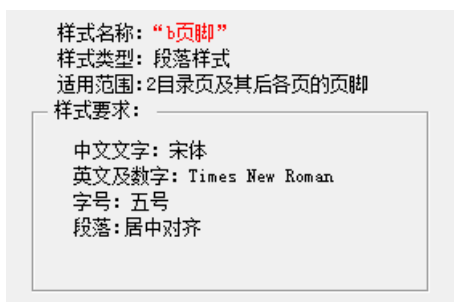 样式名称：“b页脚”
样式类型：段落样式
适用范围：2目录页及其后各页的页脚
样式要求：
中文文字：宋体
英文及数字：Times New Roman
字号：五号
段落：居中对齐